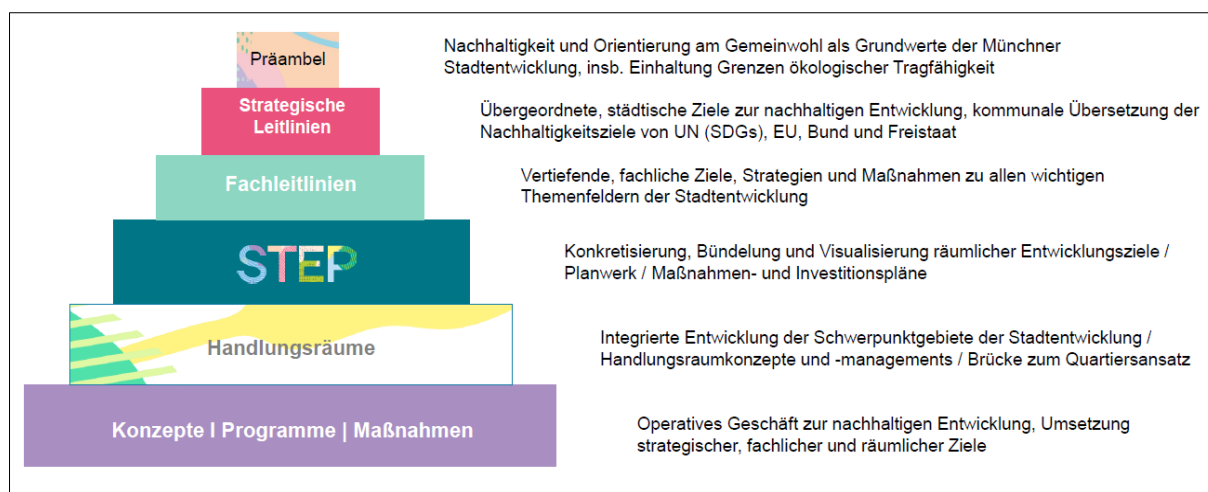 Präambel
Nachhaltigkeit und Orientierung am Gemeinwohl als Grundwerte der Münchner
Stadtentwicklung, insb. Einhaltung Grenzen ökologischer Tragfähigkeit
Strategische
Leitlinien
Übergeordnete, städtische Ziele zur nachhaltigen Entwicklung, kommunale Übersetzung der
Nachhaltigkeitsziele von UN (SDGs), EU, Bund und Freistaat
Fachleitlinien
Vertiefende, fachliche Ziele, Strategien und Maßnahmen zu allen wichtigen
Themenfeldern der Stadtentwicklung
STEP
Konkretisierung, Bündelung und Visualisierung räumlicher Entwicklungsziele /
Planwerk / Maßnahmen- und Investitionspläne
Handlungsräume
Integrierte Entwicklung der Schwerpunktgebiete der Stadtentwicklung /
Handlungsraumkonzepte und -managements / Brücke zum Quartiersansatz
Konzepte I Programme | Maßnahmen
Operatives Geschäft zur nachhaltigen Entwicklung, Umsetzung
strategischer, fachlicher und räumlicher Ziele